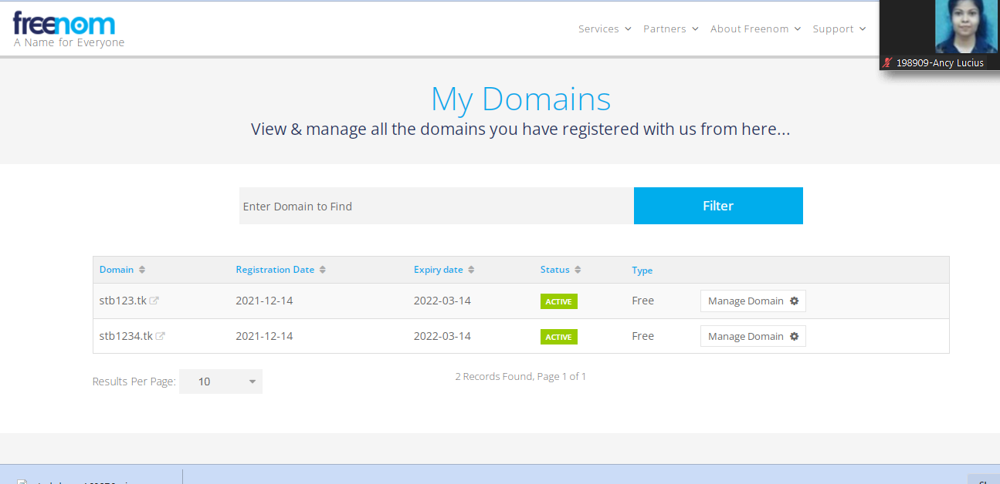 freenom
A Name for Everyone
Services Partners About Freenom Support
198909-Ancy Lucius
My Domains
View & manage all the domains you have registered with us from here...
Enter Domain to Find Filter
Domain Registration Date Expiry date Status Type
stb123.tk 2021-12-14 2022-03-14 ACTIVE Free Manage Domain
stb1234.tk 2021-12-14 2022-03-14 ACTIVE Free Manage Domain
Results Per Page: 10 2 Records Found, Page 1 of 1